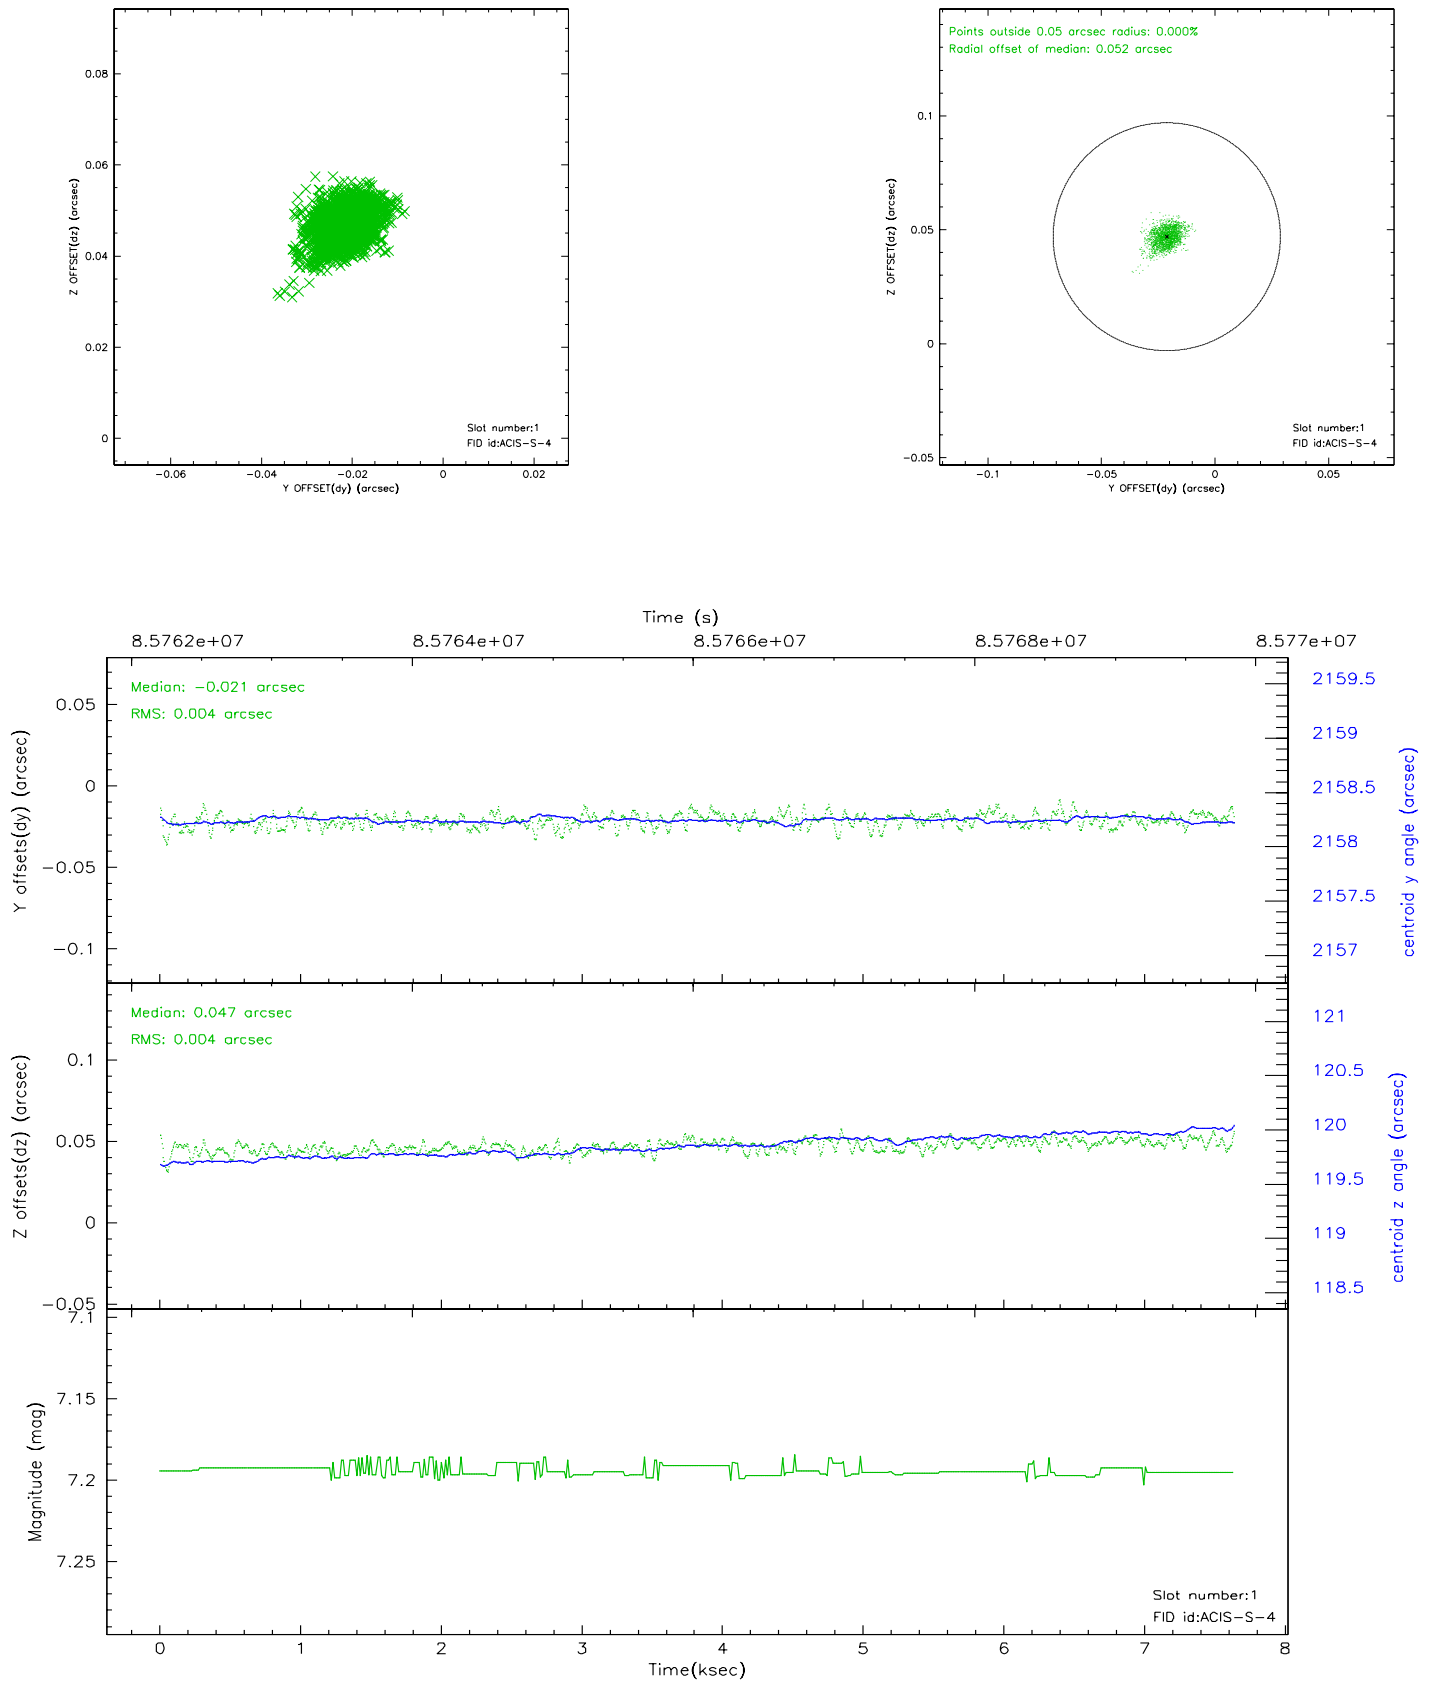 0.08
0.06
0.04
0.02
0
Z OFFSET(dz) (arcsec)
Slot number:1
FID id:ACIS-S-4
-0.06
-0.04
-0.02
0
0.02
Y OFFSET(dy) (arcsec)
Points outside 0.05 arcsec radius: 0.000%
Radial offset of median: 0.052 arcsec
0.1
0.05
0
-0.05
Z OFFSET(dz) (arcsec)
Slot number:1
FID id:ACIS-S-4
-0.1
-0.05
0
0.05
Y OFFSET(dy) (arcsec)
Time (s)
8.5762e+07
8.5764e+07
8.5766e+07
8.5768e+07
8.577e+07
Median: -0.021 arcsec
RMS: 0.004 arcsec
0.05
0
-0.05
-0.1
Y offsets(dy) (arcsec)
2159.5
2159
2158.5
2158
2157.5
2157
centroid y angle (arcsec)
Median: 0.047 arcsec
RMS: 0.004 arcsec
0.1
0.05
0
-0.05
Z offsets(dz) (arcsec)
121
120.5
120
119.5
119
118.5
centroid z angle (arcsec)
7.1
7.15
7.2
7.25
Magnitude (mag)
Slot number:1
FID id:ACIS-S-4
0
1
2
3
4
5
6
7
8
Time(ksec)